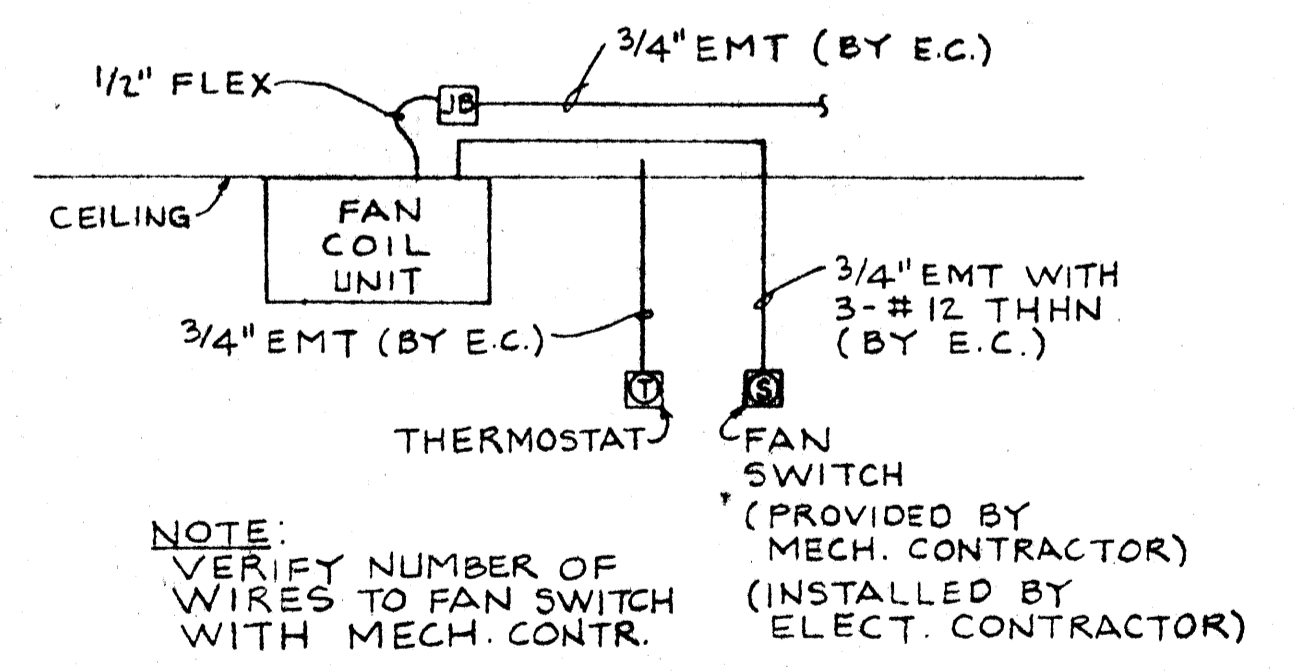 3/4" EMT (BY E.C.)
1/2" FLEX
JB
CEILING
FAN
COIL
UNIT
3/4" EMT WITH
3-#12 THHN
(BY E.C.)
3/4" EMT (BY E.C.)
T
S
THERMOSTAT
FAN
SWITCH
* (PROVIDED BY
MECH. CONTRACTOR)
(INSTALLED BY
ELECT. CONTRACTOR)
NOTE:
VERIFY NUMBER OF
WIRES TO FAN SWITCH
WITH MECH. CONTR.